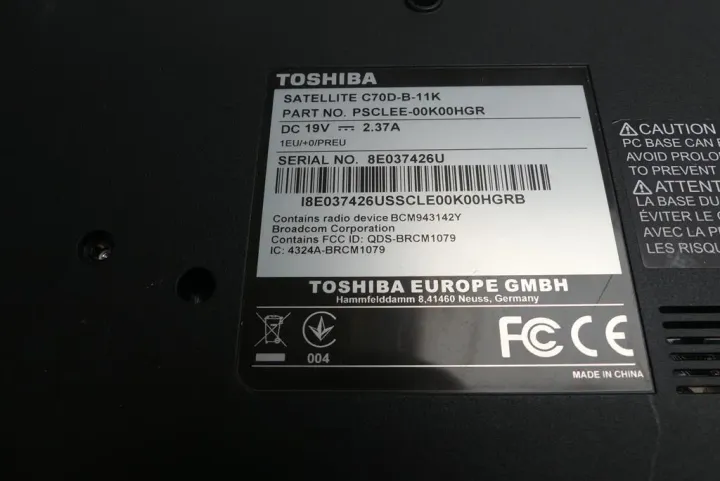 TOSHIBA
SATELLITE C70D-B-11K
PART NO. PSCLEE-00K00HGR
DC 19V 2.37A
1EU/+0/PREU
SERIAL NO. 8E037426U
I8E037426USSCLE00K00HGRB
Contains radio device BCM943142Y
Broadcom Corporation
Contains FCC ID: QDS-BRCM1079
IC: 4324A-BRCM1079
TOSHIBA EUROPE GMBH
Hammfelddamm 8,41460 Neuss, Germany
004
FC CE
MADE IN CHINA
CAUTION
PC BASE CAN
AVOID
TO PREVENT
LA BASE DU
ÉVITER LE
AVEC LA
LES